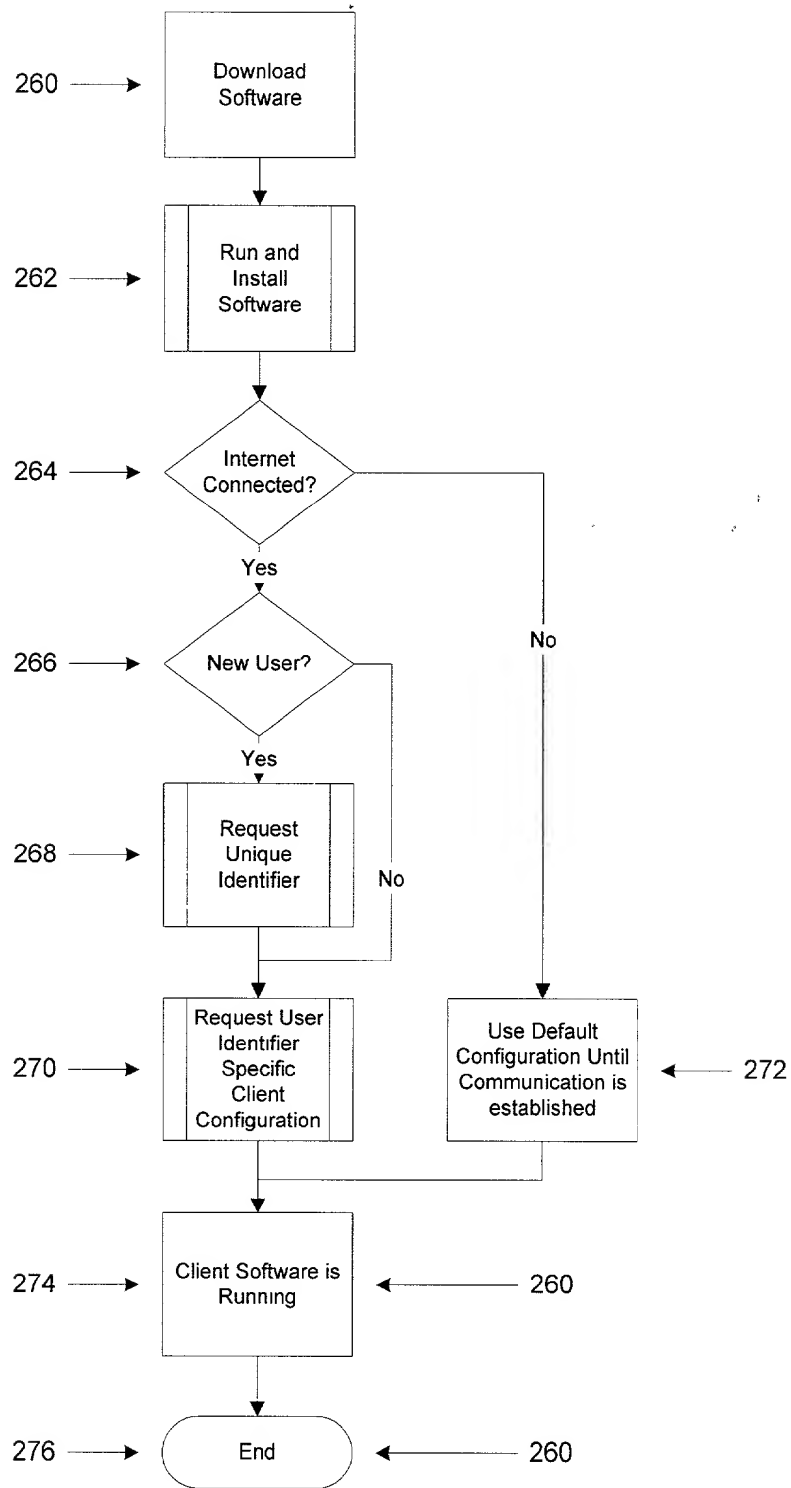 260
Download
Software
262
Run and
Install
Software
264
Internet
Connected?
Yes
No
266
New User?
Yes
No
268
Request
Unique
Identifier
270
Request User
Identifier
Specific
Client
Configuration
Use Default
Configuration Until
Communication is
established
272
274
Client Software is
Running
260
276
End
260